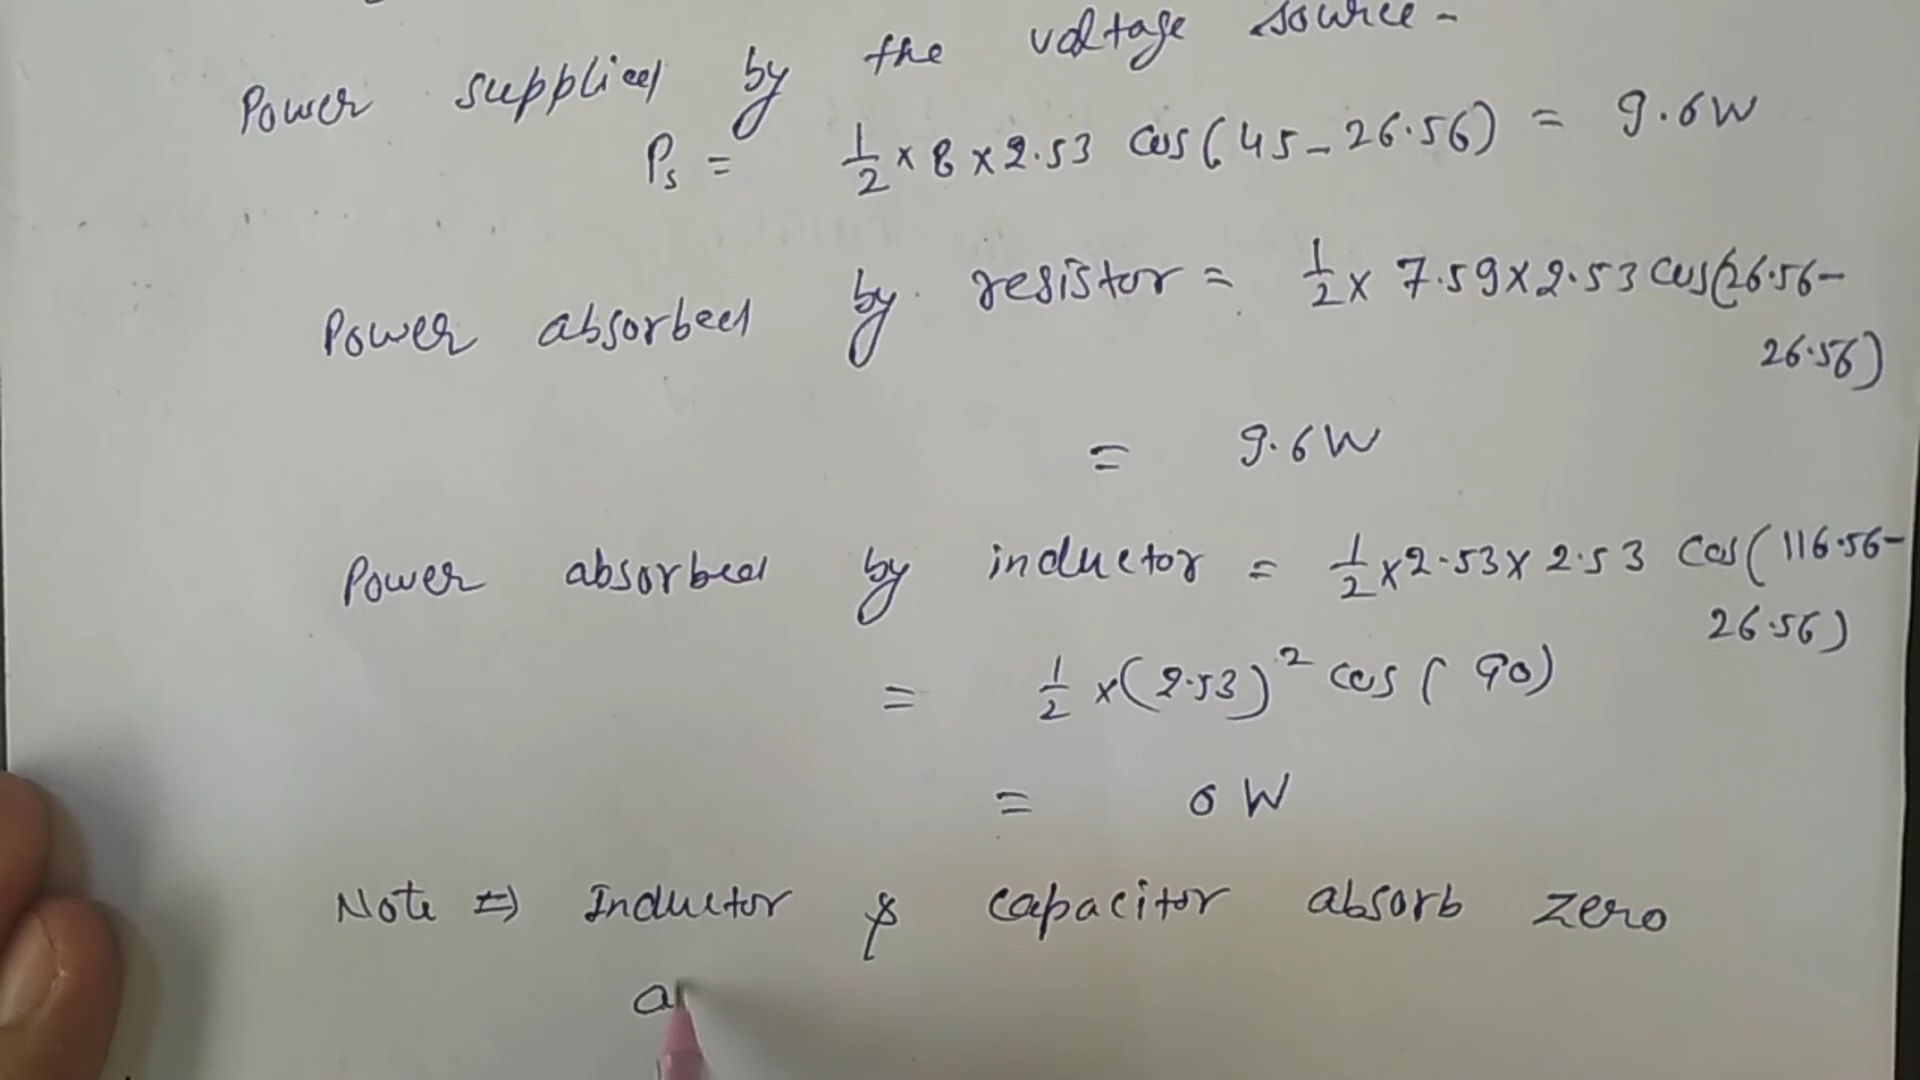 Power supplied by the voltage source-
Ps = 1/2 × 8 × 2.53 cos(45-26.56) = 9.6W
Power absorbed by resistor = 1/2 × 7.59×2.53 cos(26.56-
26.56)
= 9.6W
Power absorbed by inductor = 1/2 ×2.53× 2.53 cos(116.56-
26.56)
= 1/2 ×(2.53)² cos(90)
= 0 W
Note ⇒ Inductor & capacitor absorb zero
a